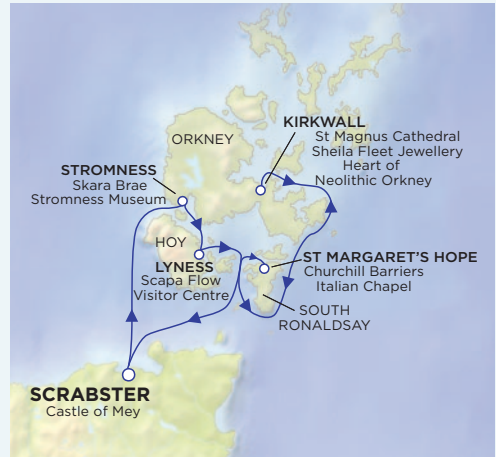 KIRKWALL
St Magnus Cathedral
Sheila Fleet Jewellery
Heart of
Neolithic Orkney
ORKNEY
STROMNESS
Skara Brae
Stromness Museum
HOY
LYNESS
Scapa Flow
Visitor Centre
ST MARGARET'S HOPE
Churchill Barriers
Italian Chapel
SOUTH
RONALDSAY
SCRABSTER
Castle of Mey